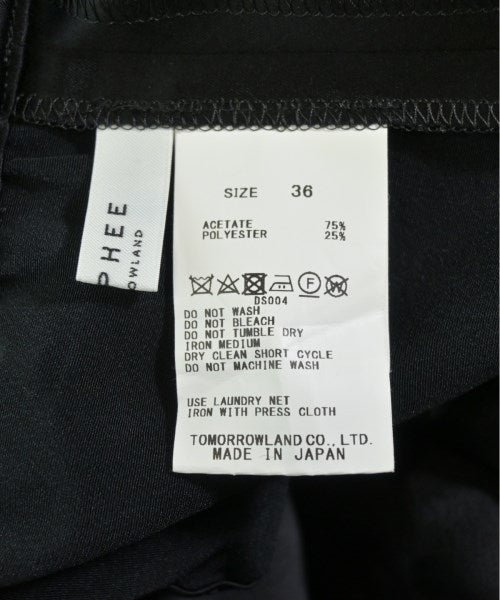 PHEE
OWLAND
SIZE 36
ACETATE 75%
POLYESTER 25%
DS004
DO NOT WASH
DO NOT BLEACH
DO NOT TUMBLE DRY
IRON MEDIUM
DRY CLEAN SHORT CYCLE
DO NOT MACHINE WASH
USE LAUNDRY NET
IRON WITH PRESS CLOTH
TOMORROWLAND CO., LTD.
MADE IN JAPAN